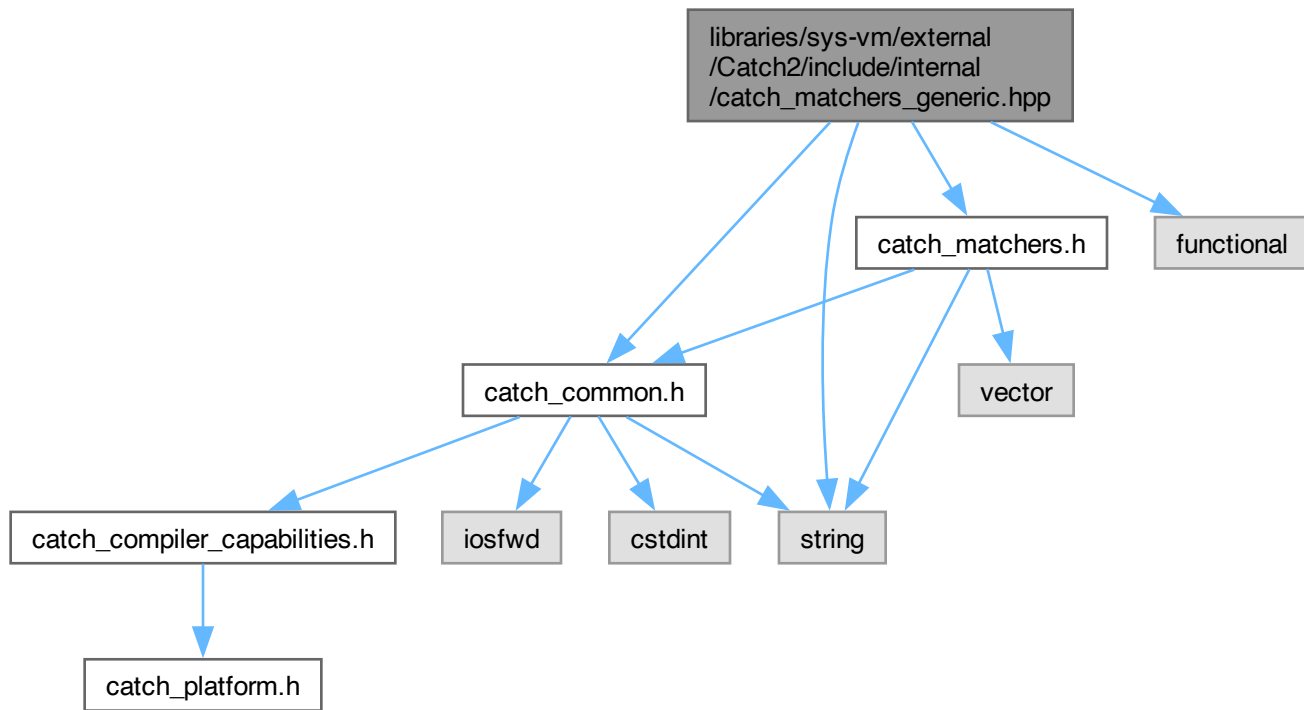 libraries/sys-vm/external
/Catch2/include/internal
/catch_matchers_generic.hpp
catch_matchers.h
functional
catch_common.h
vector
catch_compiler_capabilities.h
iosfwd
cstdint
string
catch_platform.h